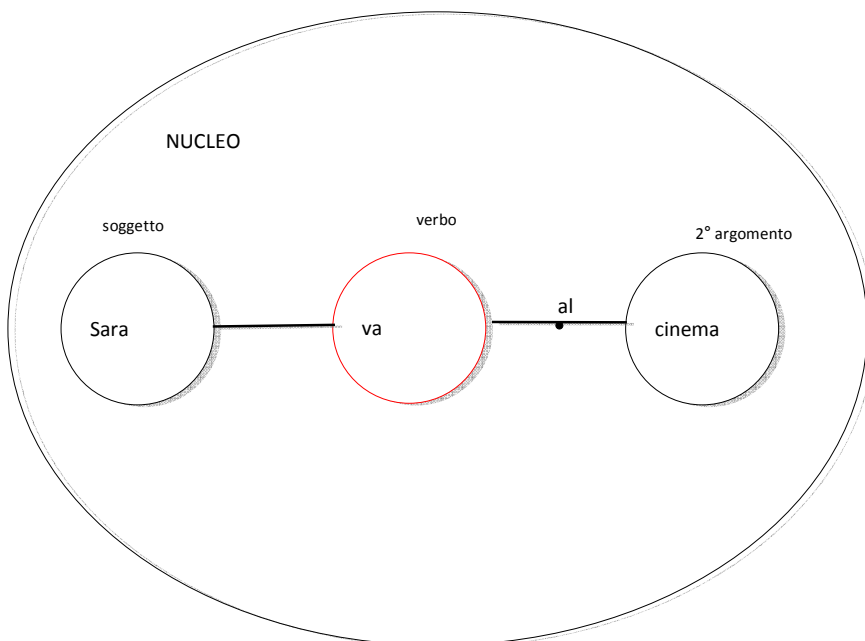 NUCLEO
soggetto
verbo
2° argomento
Sara
va
al
cinema